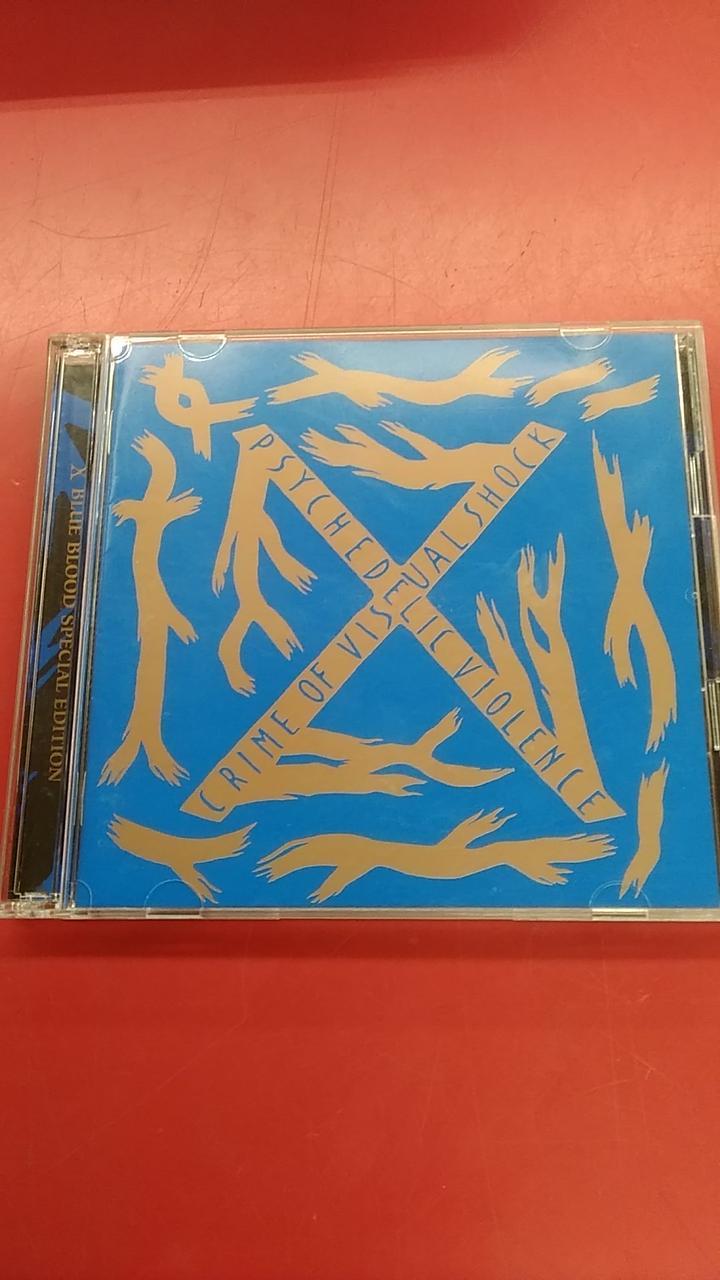 PSYCHEDELIC VIOLENCE
CRIME OF VISUAL SHOCK
X BLUE BLOOD SPECIAL EDITION